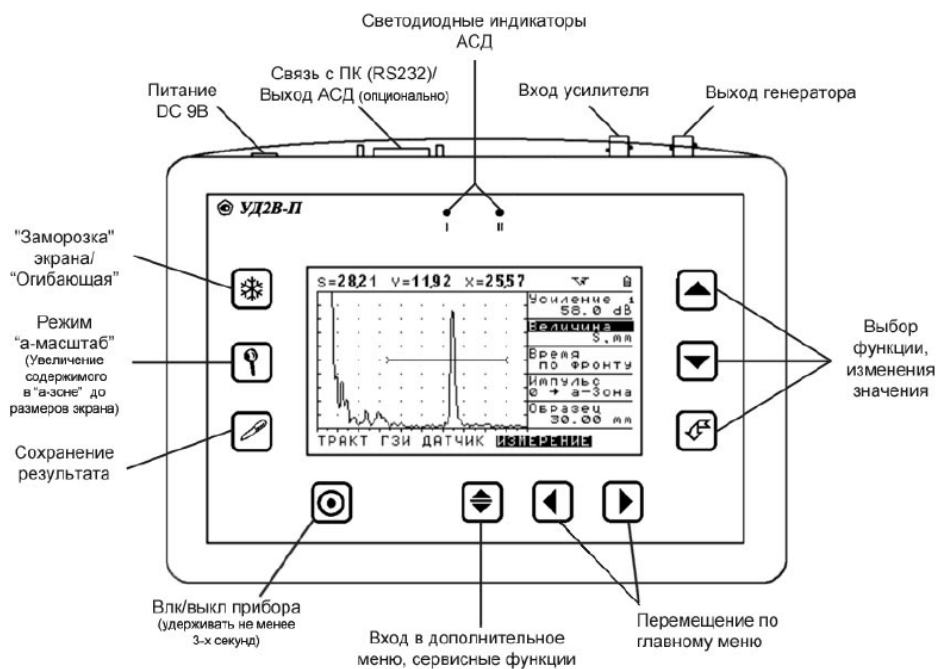 Светодиодные индикаторы
АСД
Связь с ПК (RS232)/
Выход АСД (опционально)
Питание
DC 9В
Вход усилителя
Выход генератора
УД2В-П
I
II
"Заморозка"
экрана/
“Огибающая”
Режим
“а-масштаб”
(Увеличение
содержимого
в “а-зоне” до
размеров экрана)
Сохранение
результата
S=28,21 Y=11,92 X=25,57
Усиление 1
58.0 dB
Величина
S,mm
Время
по фронту
Импульс
0 → а-Зона
Образец
30.00 mm
ТРАКТ ГЗИ ДАТЧИК ИЗМЕРЕНИЕ
Выбор
функции,
изменения
значения
Влк/выкл прибора
(удерживать не менее
3-х секунд)
Вход в дополнительное
меню, сервисные функции
Перемещение по
главному меню